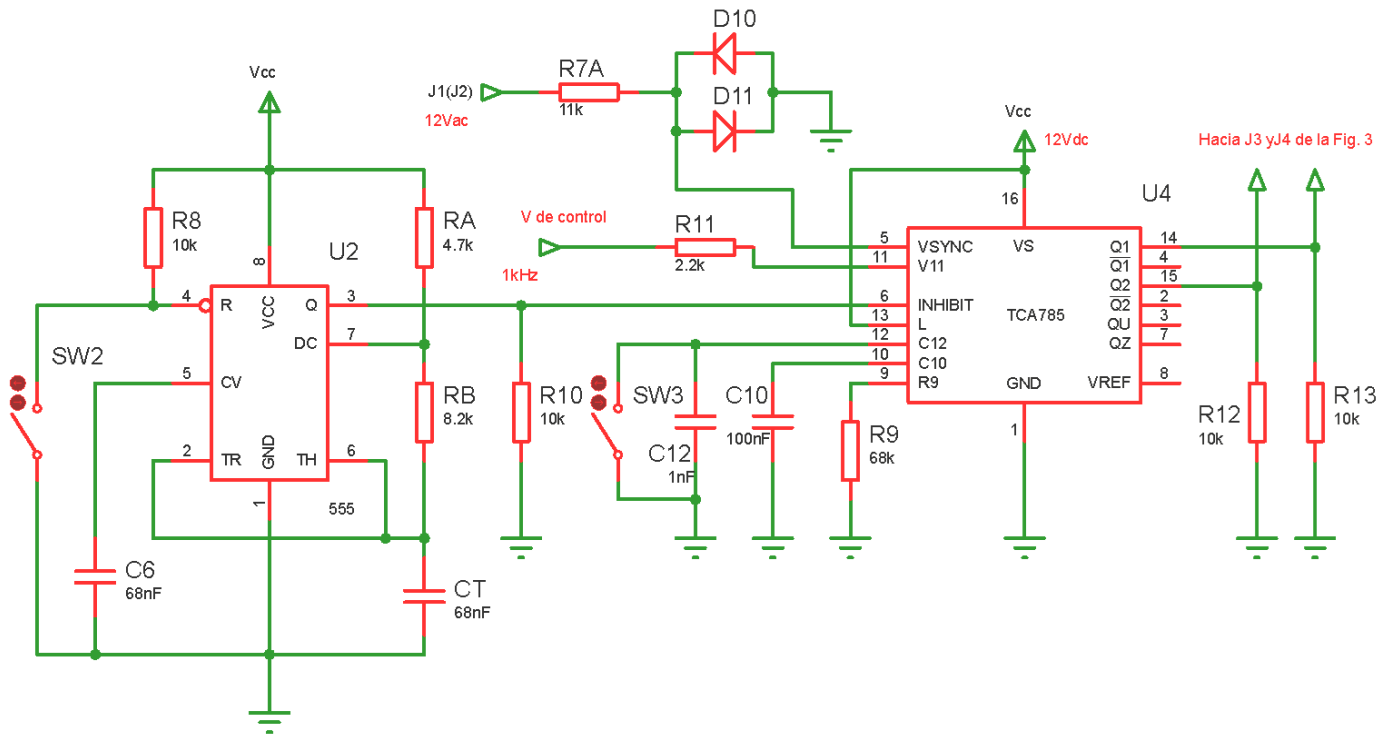 D10
Vcc
R7A
J1(J2)
11k
12Vac
D11
Vcc
12Vdc
Hacia J3 yJ4 de la Fig. 3
16
U4
R8
10k
RA
4.7k
V de control
R11
2.2k
1kHz
U2
8
5
VSYNC
VS
Q1
14
11
V11
Q1
4
Q2
15
4
R
VCC
Q
3
6
INHIBIT
TCA785
Q2
2
13
L
QU
3
DC
7
12
C12
QZ
7
10
C10
SW2
5
CV
9
R9
GND
VREF
8
RB
8.2k
R10
10k
SW3
C10
100nF
R12
10k
R13
10k
1
R9
68k
C12
1nF
2
TR
GND
TH
6
1
555
C6
68nF
CT
68nF